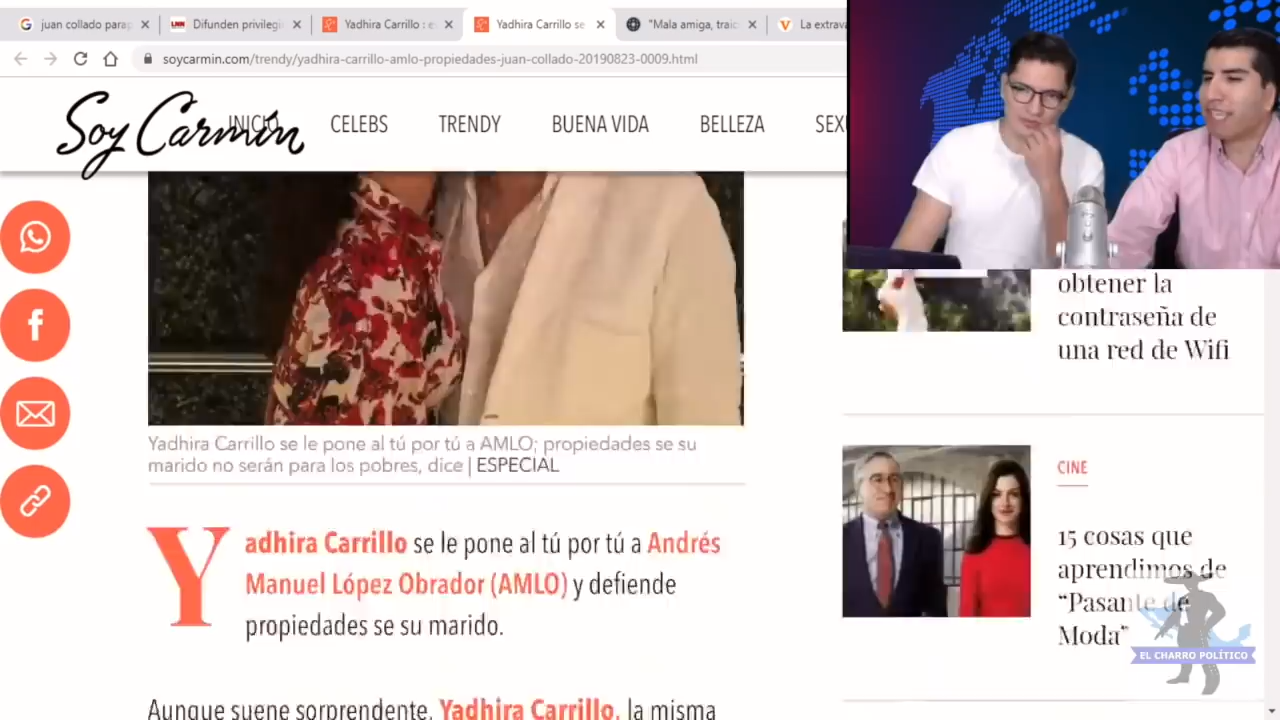 juan collado parap
Difunden privilegi
Yadhira Carrillo : e
Yadhira Carrillo se
"Mala amiga, traic
La extrava
soycarmin.com/trendy/yadhira-carrillo-amlo-propiedades-juan-collado-20190823-0009.html
Soy Carmín
INICIO
CELEBS
TRENDY
BUENA VIDA
BELLEZA
SEXU
Yadhira Carrillo se le pone al tú por tú a AMLO; propiedades se su
marido no serán para los pobres, dice | ESPECIAL
Yadhira Carrillo se le pone al tú por tú a Andrés
Manuel López Obrador (AMLO) y defiende
propiedades se su marido.
Aunque suene sorprendente, Yadhira Carrillo, la misma
obtener la
contraseña de
una red de Wifi
CINE
15 cosas que
aprendimos de
“Pasante de
Moda”
EL CHARRO POLÍTICO